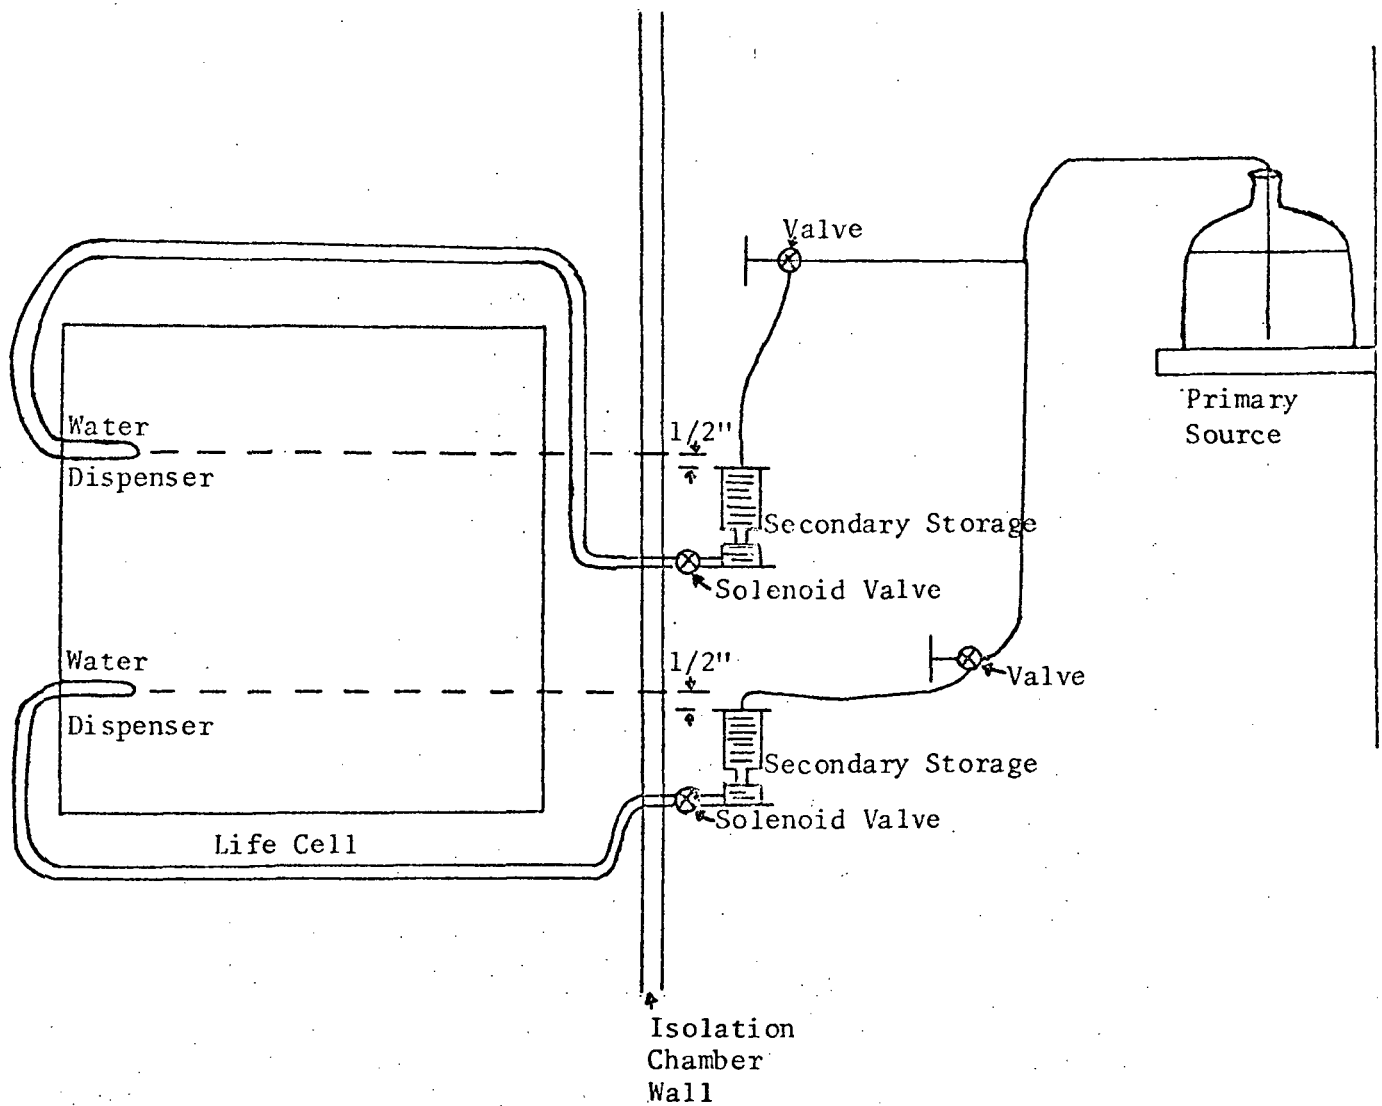 Valve
Primary
Source
Water
Dispenser
1/2"
Secondary Storage
Solenoid Valve
Water
Dispenser
1/2"
Valve
Secondary Storage
Solenoid Valve
Life Cell
Isolation
Chamber
Wall